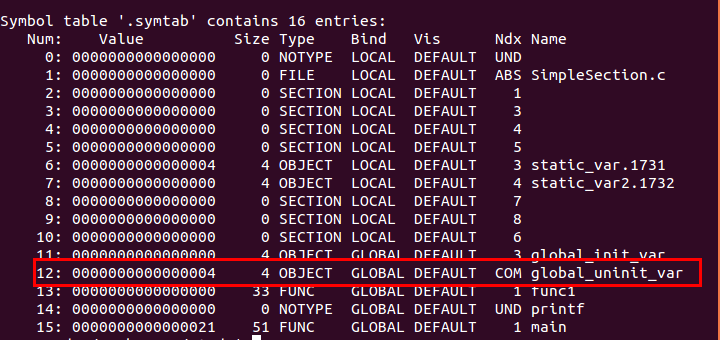 Symbol table '.symtab' contains 16 entries:
Num: Value Size Type Bind Vis Ndx Name
0: 0000000000000000 0 NOTYPE LOCAL DEFAULT UND
1: 0000000000000000 0 FILE LOCAL DEFAULT ABS SimpleSection.c
2: 0000000000000000 0 SECTION LOCAL DEFAULT 1
3: 0000000000000000 0 SECTION LOCAL DEFAULT 3
4: 0000000000000000 0 SECTION LOCAL DEFAULT 4
5: 0000000000000000 0 SECTION LOCAL DEFAULT 5
6: 0000000000000004 4 OBJECT LOCAL DEFAULT 3 static_var.1731
7: 0000000000000000 4 OBJECT LOCAL DEFAULT 4 static_var2.1732
8: 0000000000000000 0 SECTION LOCAL DEFAULT 7
9: 0000000000000000 0 SECTION LOCAL DEFAULT 8
10: 0000000000000000 0 SECTION LOCAL DEFAULT 6
11: 0000000000000000 4 OBJECT GLOBAL DEFAULT 3 global_init_var
12: 0000000000000004 4 OBJECT GLOBAL DEFAULT COM global_uninit_var
13: 0000000000000000 33 FUNC GLOBAL DEFAULT 1 func1
14: 0000000000000000 0 NOTYPE GLOBAL DEFAULT UND printf
15: 0000000000000021 51 FUNC GLOBAL DEFAULT 1 main